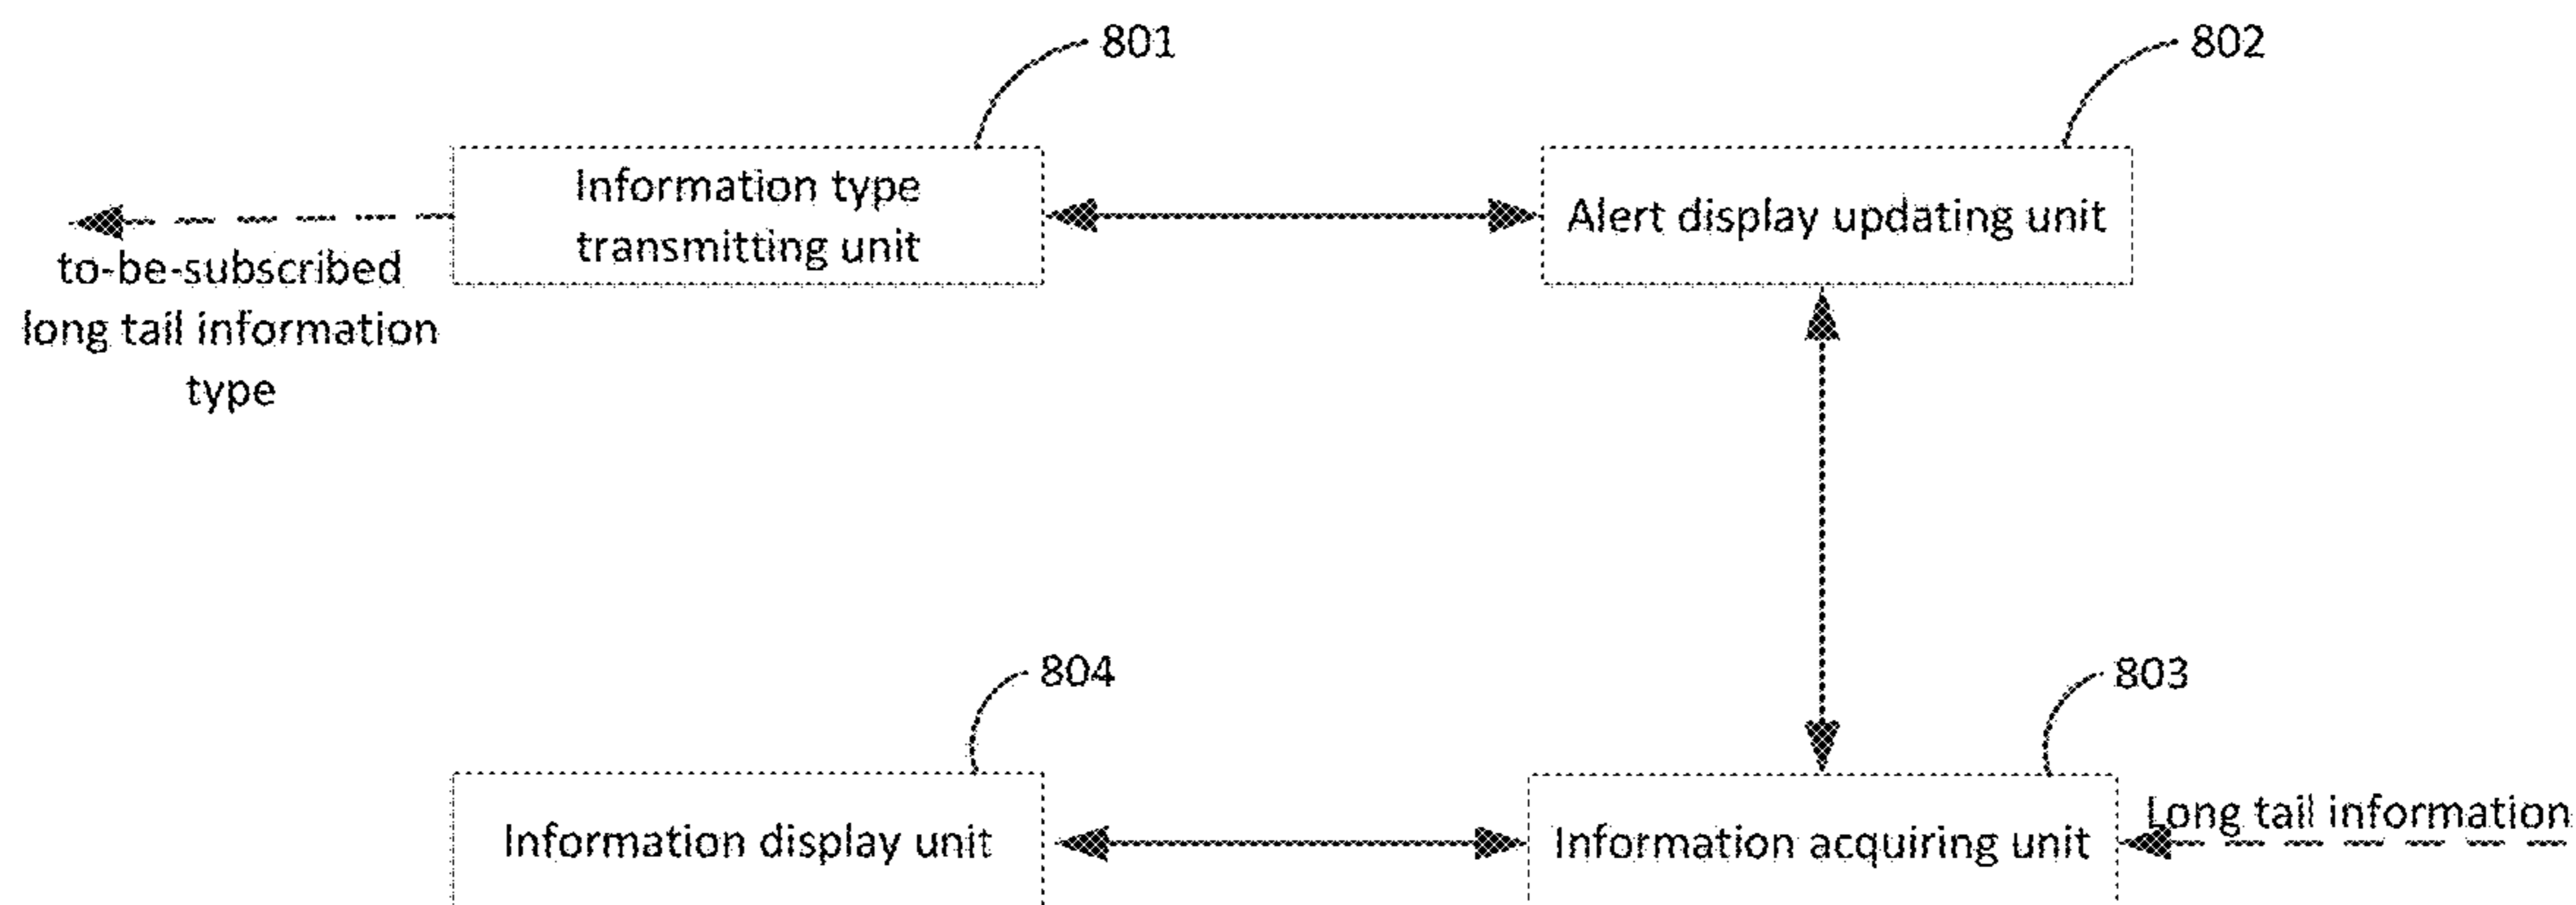 801
802
Information type
transmitting unit
Alert display updating unit
to-be-subscribed
long tail information
type
804
803
Information display unit
Information acquiring unit
Long tail information